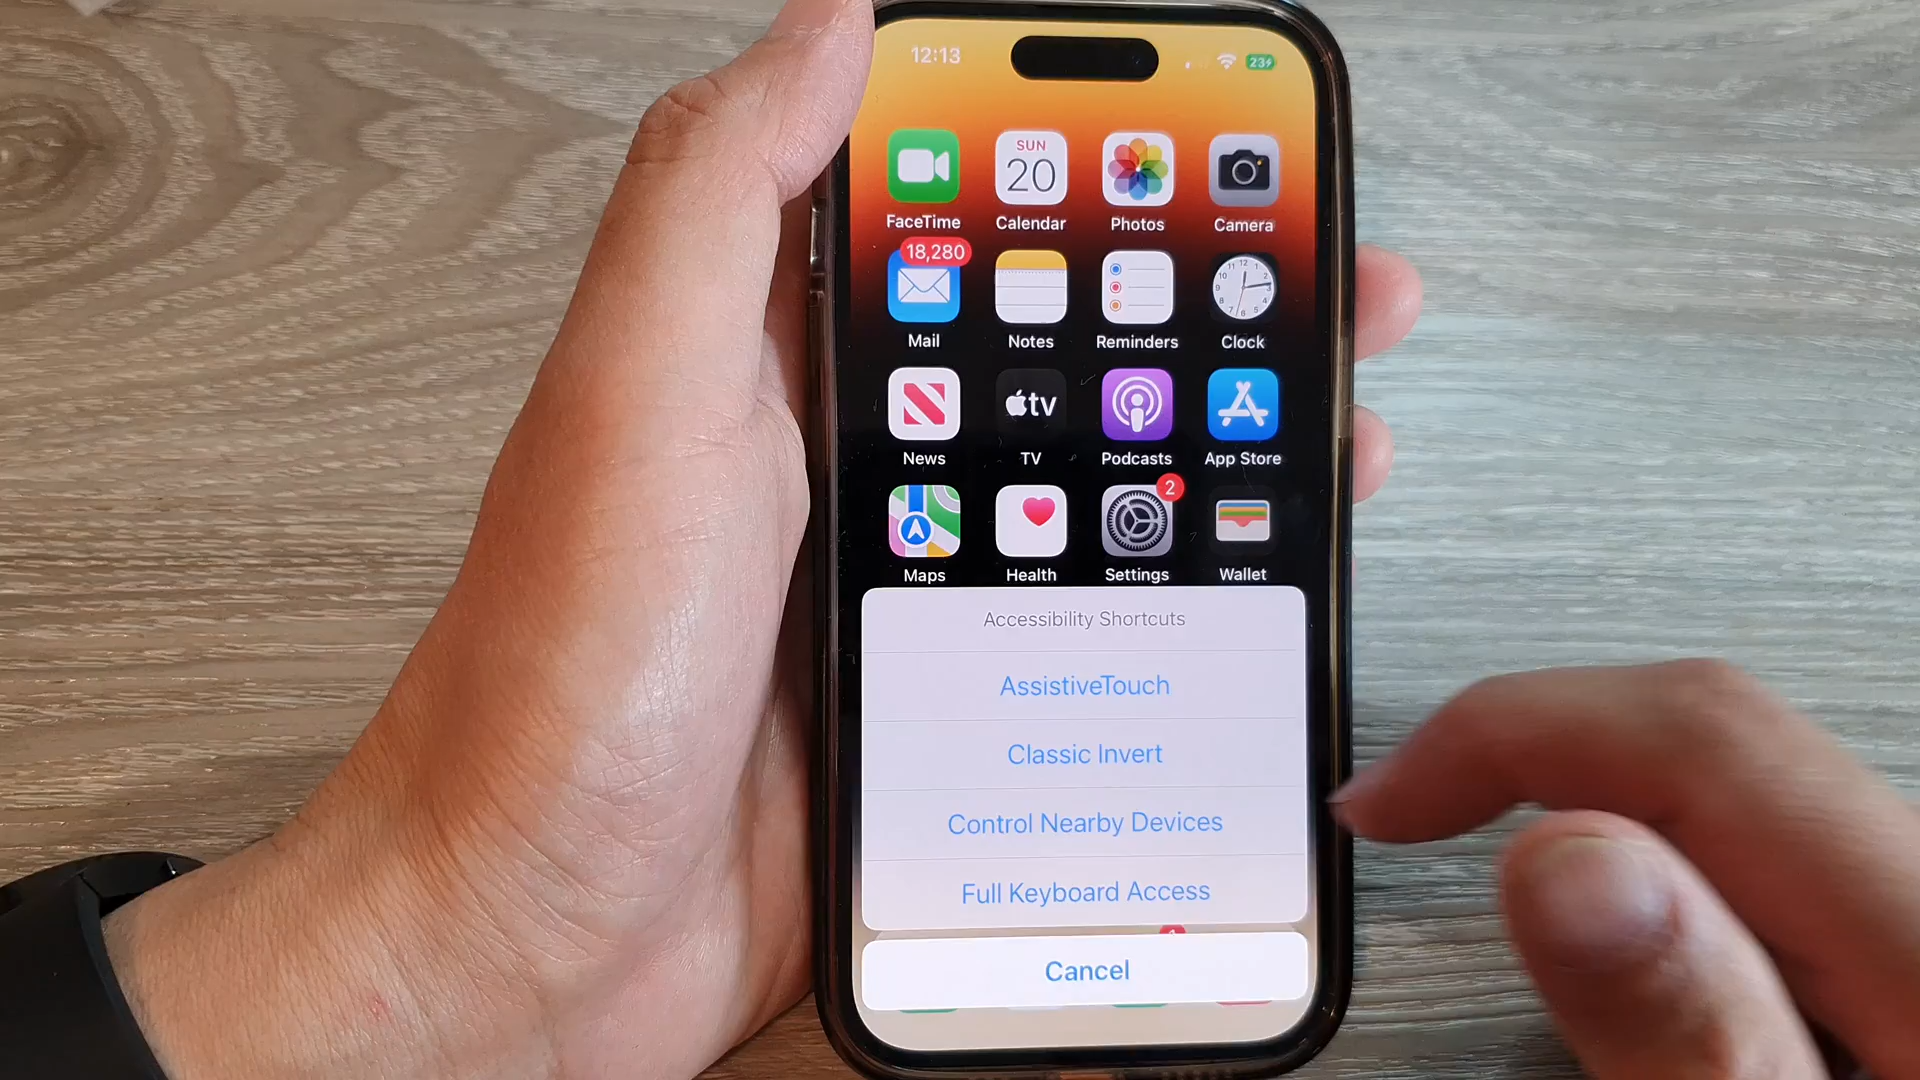 12:13
23
SUN
20
FaceTime
Calendar
Photos
Camera
18,280
Mail
Notes
Reminders
Clock
tv
News
TV
Podcasts
App Store
2
Maps
Health
Settings
Wallet
Accessibility Shortcuts
AssistiveTouch
Classic Invert
Control Nearby Devices
Full Keyboard Access
Cancel